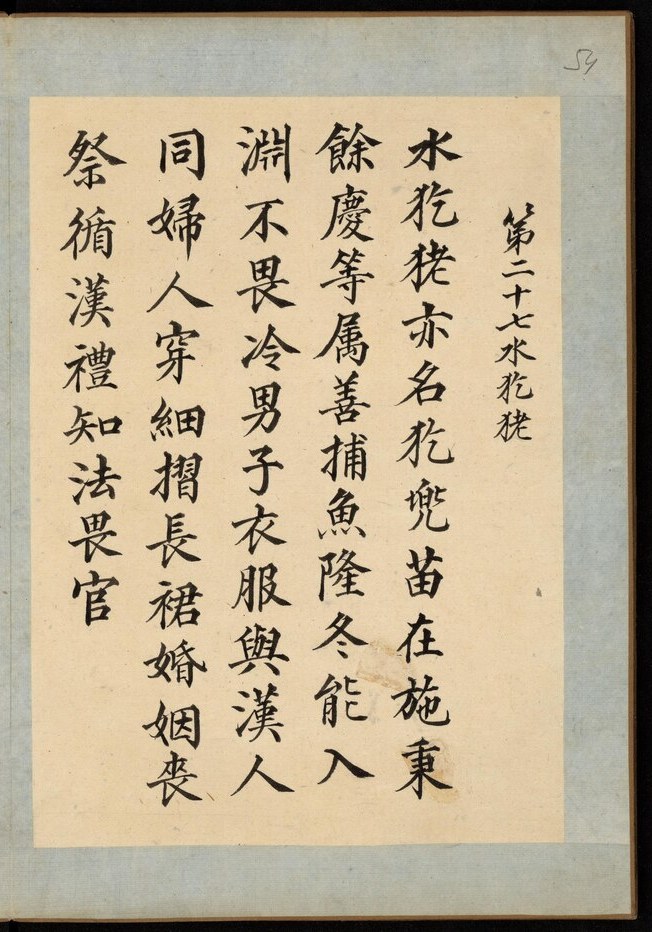 54
第二十七水犵狫
水犵狫亦名犵兠苗在施秉
餘慶等属善捕魚隆冬能入
淵不畏冷男子衣服與漢人
同婦人穿細摺長裙婚姻丧
祭循漢禮知法畏官